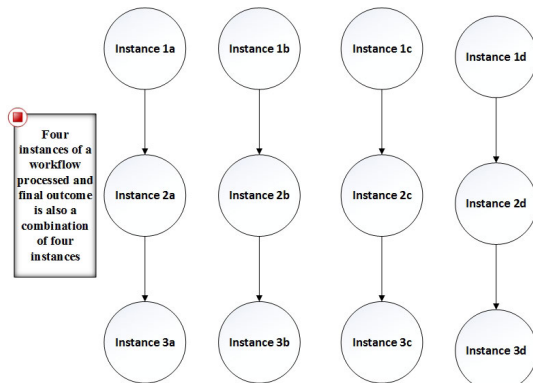 Instance 1a
Instance 1b
Instance 1c
Instance 1d
Four
instances of a
workflow
processed and
final outcome
is also a
combination
of four
instances
Instance 2a
Instance 2b
Instance 2c
Instance 2d
Instance 3a
Instance 3b
Instance 3c
Instance 3d